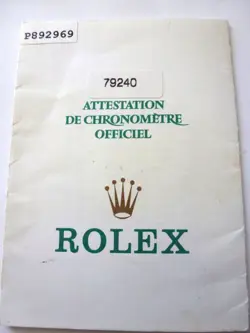 P892969
79240
ATTESTATION
DE CHRONOMÈTRE
OFFICIEL
ROLEX